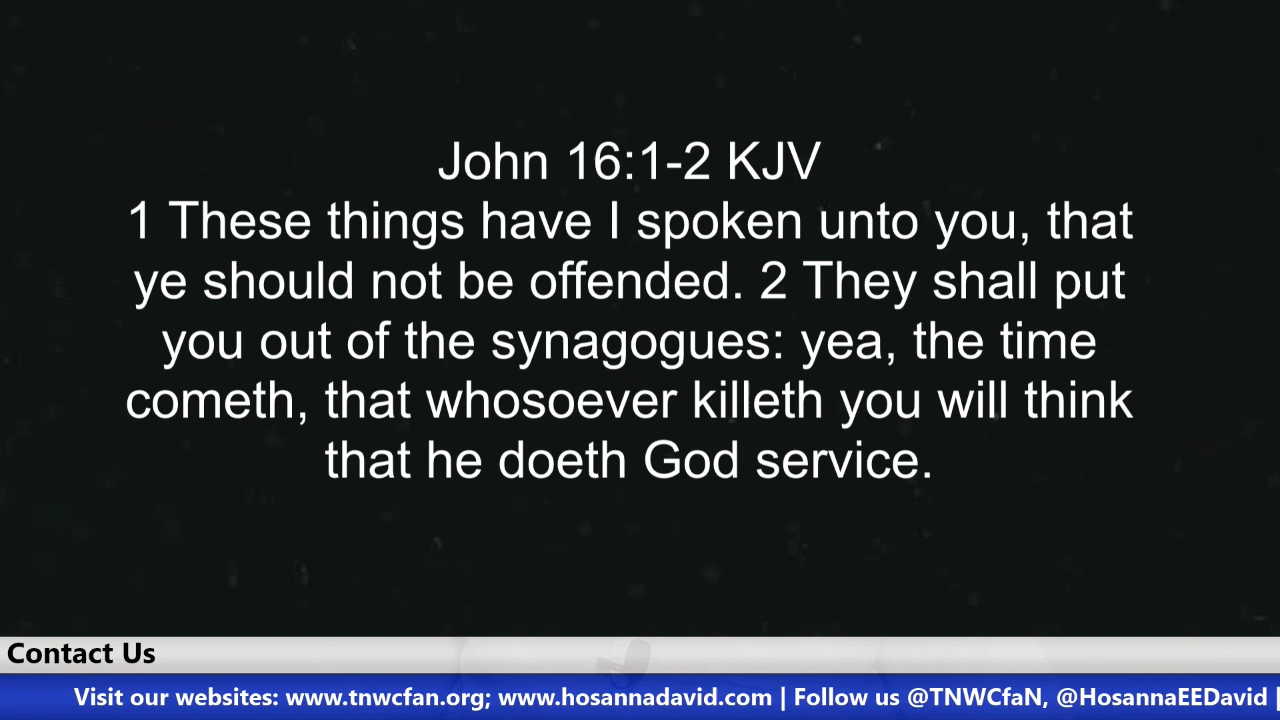 John 16:1-2 KJV
1 These things have I spoken unto you, that
ye should not be offended. 2 They shall put
you out of the synagogues: yea, the time
cometh, that whosoever killeth you will think
that he doeth God service.
Contact Us
Visit our websites: www.tnwcfan.org; www.hosannadavid.com | Follow us @TNWCfaN, @HosannaEEDavid |